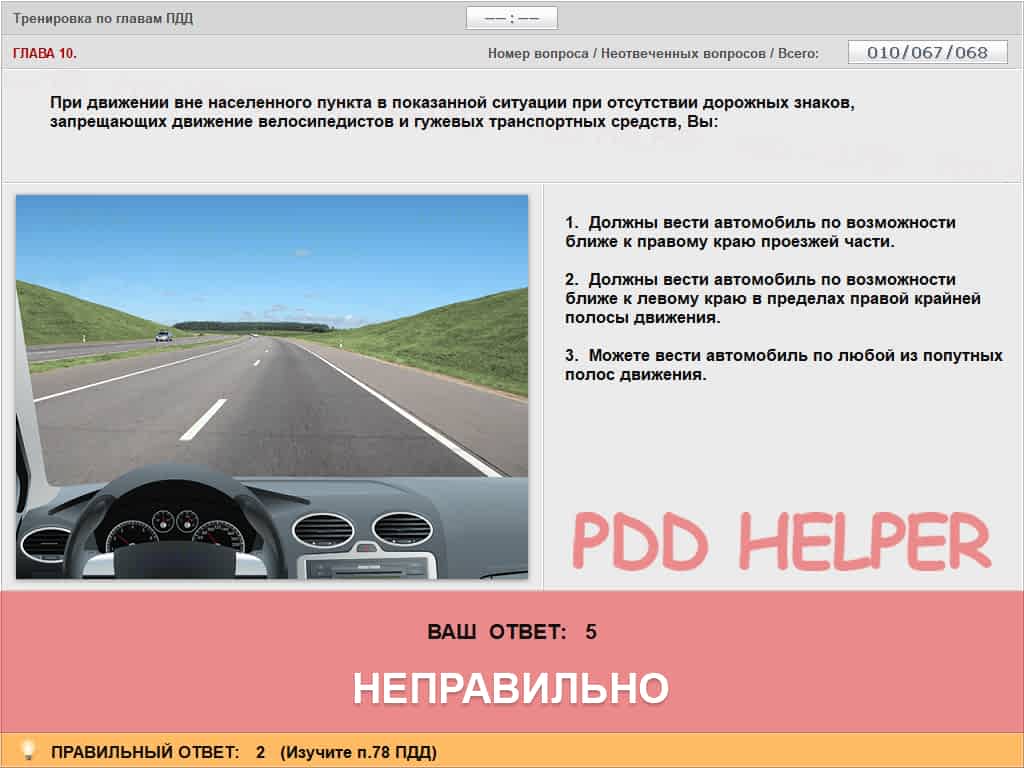 Тренировка по главам ПДД
–– : ––
ГЛАВА 10.
Номер вопроса / Неотвеченных вопросов / Всего:
010/067/068
При движении вне населенного пункта в показанной ситуации при отсутствии дорожных знаков,
запрещающих движение велосипедистов и гужевых транспортных средств, Вы:
1. Должны вести автомобиль по возможности
ближе к правому краю проезжей части.
2. Должны вести автомобиль по возможности
ближе к левому краю в пределах правой крайней
полосы движения.
3. Можете вести автомобиль по любой из попутных
полос движения.
PDD HELPER
ВАШ ОТВЕТ: 5
НЕПРАВИЛЬНО
ПРАВИЛЬНЫЙ ОТВЕТ: 2 (Изучите п.78 ПДД)